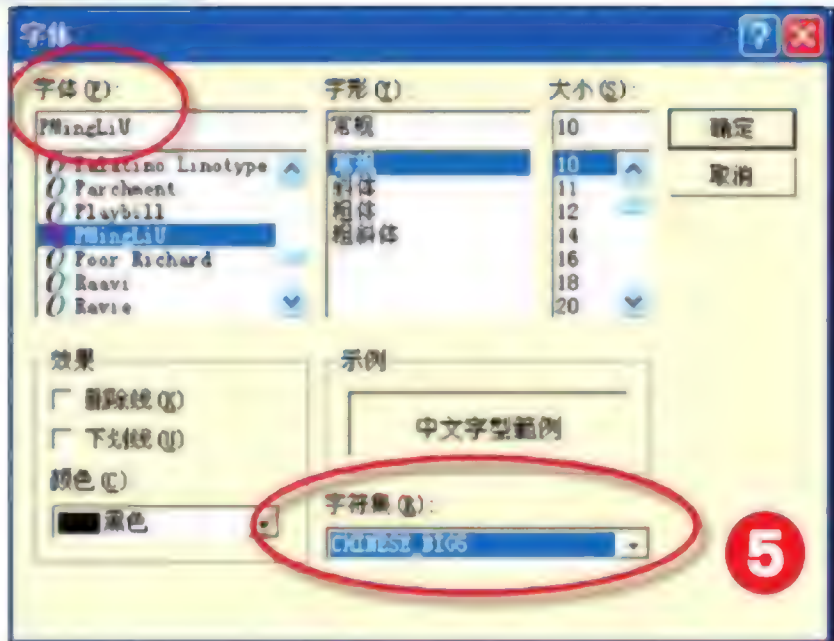 字体
字体(F):
PMingLiU
Palatino Linotype
Parchment
Playbill
PMingLiU
Poor Richard
Raavi
Ravie
字形(Y):
常规
常规
斜体
粗体
粗斜体
大小(S):
10
10
11
12
14
16
18
20
确定
取消
效果
删除线(K)
下划线(U)
颜色(C):
黑色
示例
中文字型範例
字符集(R):
CHINESE_BIG5
5